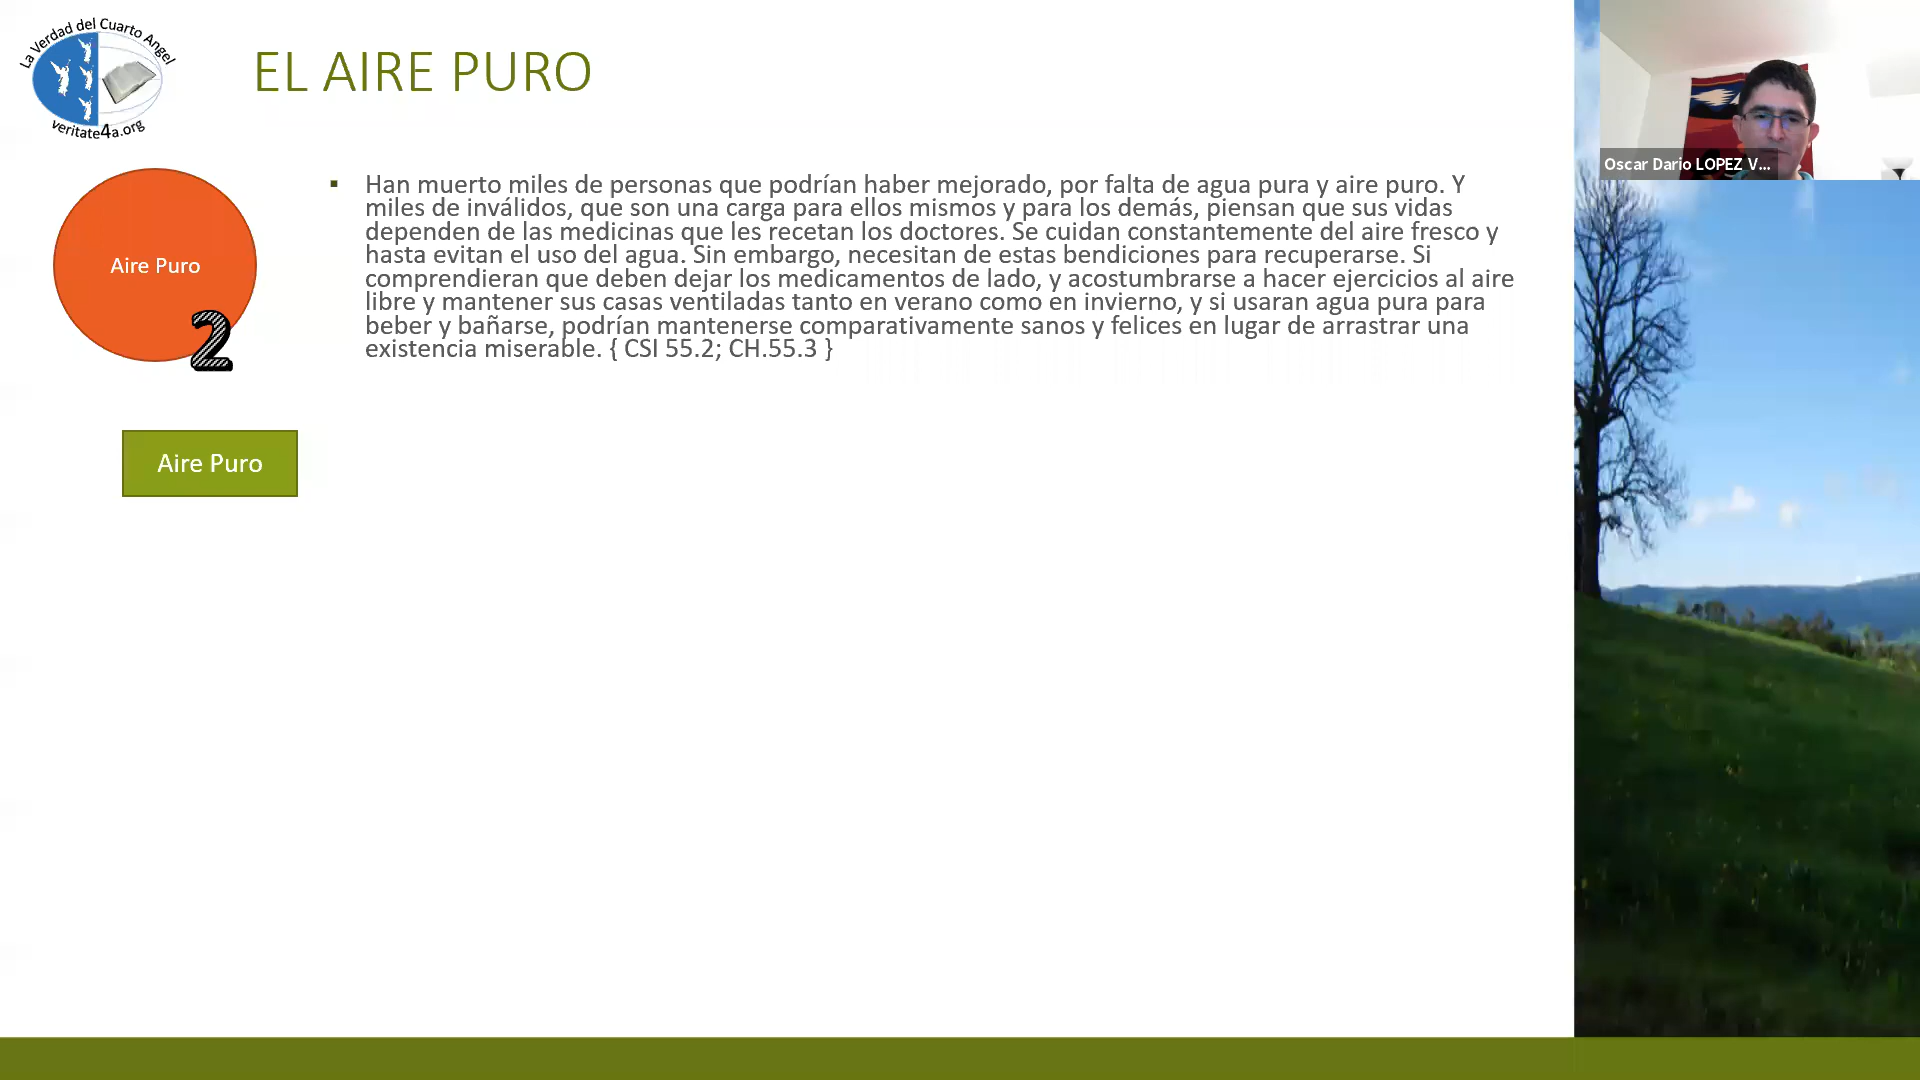 La Verdad del Cuarto Angel
veritate4a.org
EL AIRE PURO
Oscar Dario LOPEZ V...
Aire Puro
2
▪ Han muerto miles de personas que podrían haber mejorado, por falta de agua pura y aire puro. Y
miles de inválidos, que son una carga para ellos mismos y para los demás, piensan que sus vidas
dependen de las medicinas que les recetan los doctores. Se cuidan constantemente del aire fresco y
hasta evitan el uso del agua. Sin embargo, necesitan de estas bendiciones para recuperarse. Si
comprendieran que deben dejar los medicamentos de lado, y acostumbrarse a hacer ejercicios al aire
libre y mantener sus casas ventiladas tanto en verano como en invierno, y si usaran agua pura para
beber y bañarse, podrían mantenerse comparativamente sanos y felices en lugar de arrastrar una
existencia miserable. { CSI 55.2; CH.55.3 }
Aire Puro